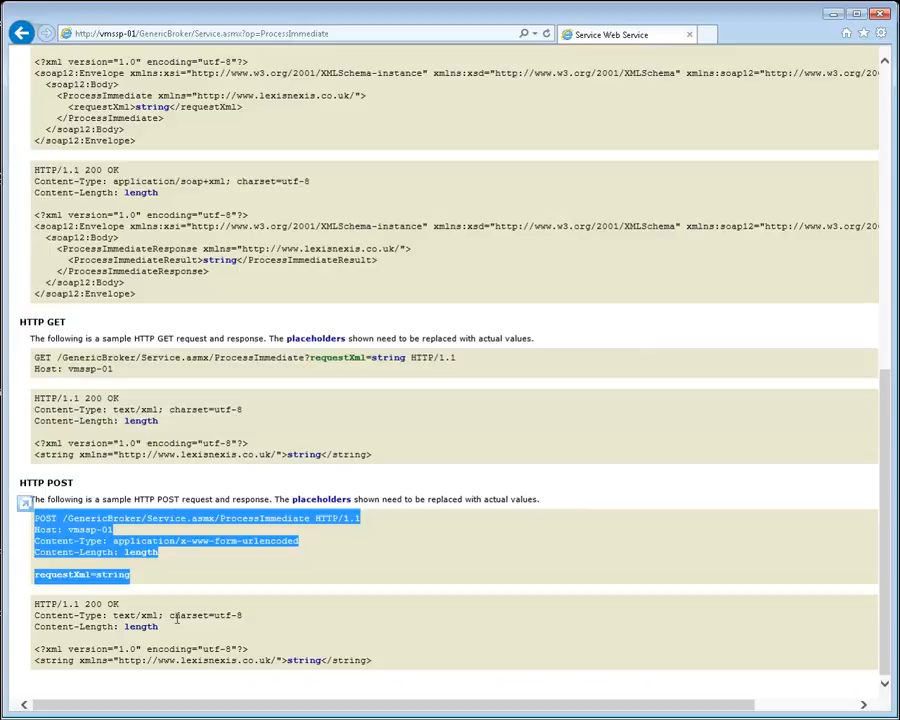 http://vmssp-01/GenericBroker/Service.asmx?op=ProcessImmediate
Service Web Service
<?xml version="1.0" encoding="utf-8"?>
<soap12:Envelope xmlns:xsi="http://www.w3.org/2001/XMLSchema-instance" xmlns:xsd="http://www.w3.org/2001/XMLSchema" xmlns:soap12="http://www.w3.org/20
<soap12:Body>
<ProcessImmediate xmlns="http://www.lexisnexis.co.uk/">
<requestXml>string</requestXml>
</ProcessImmediate>
</soap12:Body>
</soap12:Envelope>
HTTP/1.1 200 OK
Content-Type: application/soap+xml; charset=utf-8
Content-Length: length
<?xml version="1.0" encoding="utf-8"?>
<soap12:Envelope xmlns:xsi="http://www.w3.org/2001/XMLSchema-instance" xmlns:xsd="http://www.w3.org/2001/XMLSchema" xmlns:soap12="http://www.w3.org/20
<soap12:Body>
<ProcessImmediateResponse xmlns="http://www.lexisnexis.co.uk/">
<ProcessImmediateResult>string</ProcessImmediateResult>
</ProcessImmediateResponse>
</soap12:Body>
</soap12:Envelope>
HTTP GET
The following is a sample HTTP GET request and response. The placeholders shown need to be replaced with actual values.
GET /GenericBroker/Service.asmx/ProcessImmediate?requestXml=string HTTP/1.1
Host: vmssp-01
HTTP/1.1 200 OK
Content-Type: text/xml; charset=utf-8
Content-Length: length
<?xml version="1.0" encoding="utf-8"?>
<string xmlns="http://www.lexisnexis.co.uk/">string</string>
HTTP POST
The following is a sample HTTP POST request and response. The placeholders shown need to be replaced with actual values.
POST /GenericBroker/Service.asmx/ProcessImmediate HTTP/1.1
Host: vmssp-01
Content-Type: application/x-www-form-urlencoded
Content-Length: length
requestXml=string
HTTP/1.1 200 OK
Content-Type: text/xml; charset=utf-8
Content-Length: length
<?xml version="1.0" encoding="utf-8"?>
<string xmlns="http://www.lexisnexis.co.uk/">string</string>